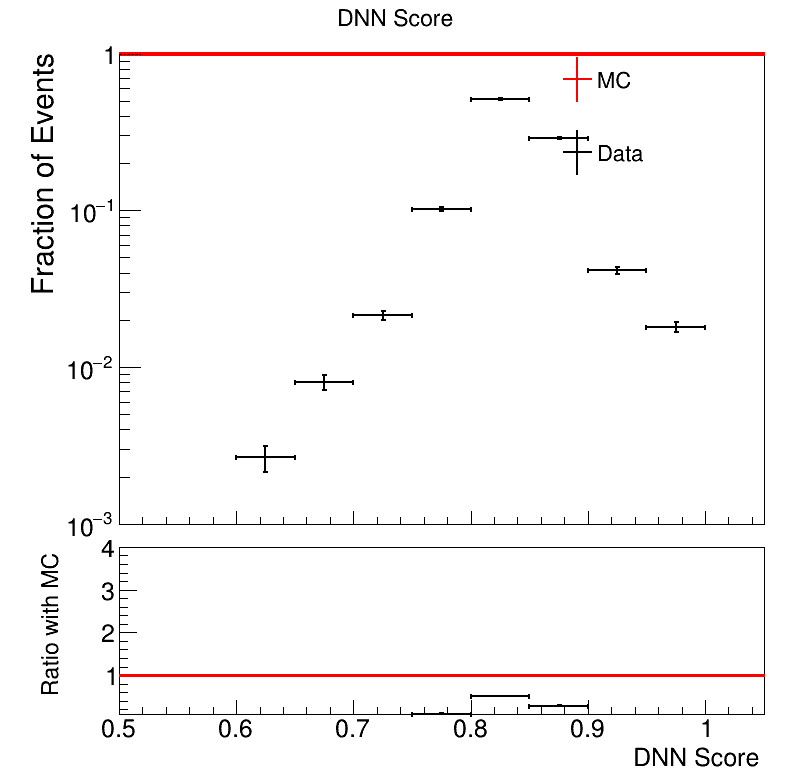 DNN Score
Fraction of Events
1
10−1
10−2
10−3
MC
Data
Ratio with MC
4
3
2
1
0.5 0.6 0.7 0.8 0.9 1
DNN Score